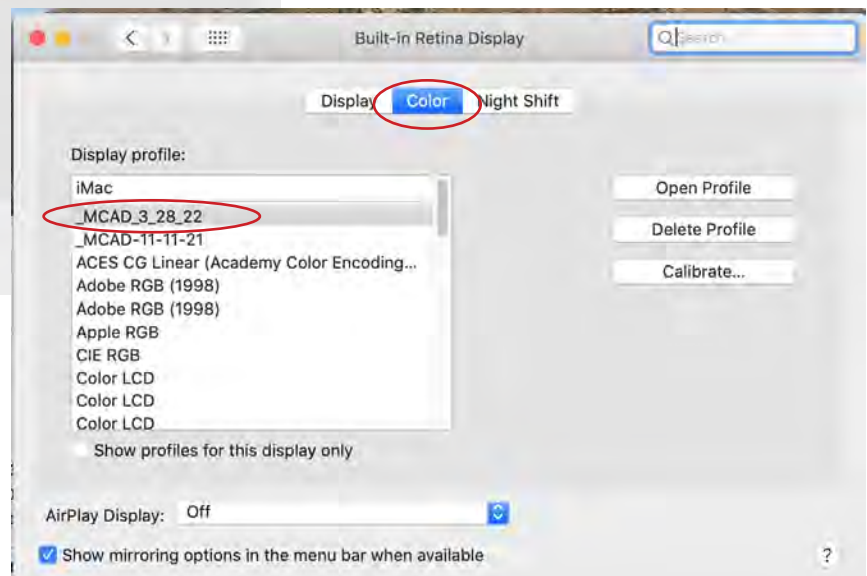 Built-in Retina Display
Search
Display Color Night Shift
Display profile:
iMac
_MCAD_3_28_22
_MCAD-11-11-21
ACES CG Linear (Academy Color Encoding...
Adobe RGB (1998)
Adobe RGB (1998)
Apple RGB
CIE RGB
Color LCD
Color LCD
Color LCD
Open Profile
Delete Profile
Calibrate...
Show profiles for this display only
AirPlay Display: Off
Show mirroring options in the menu bar when available
?